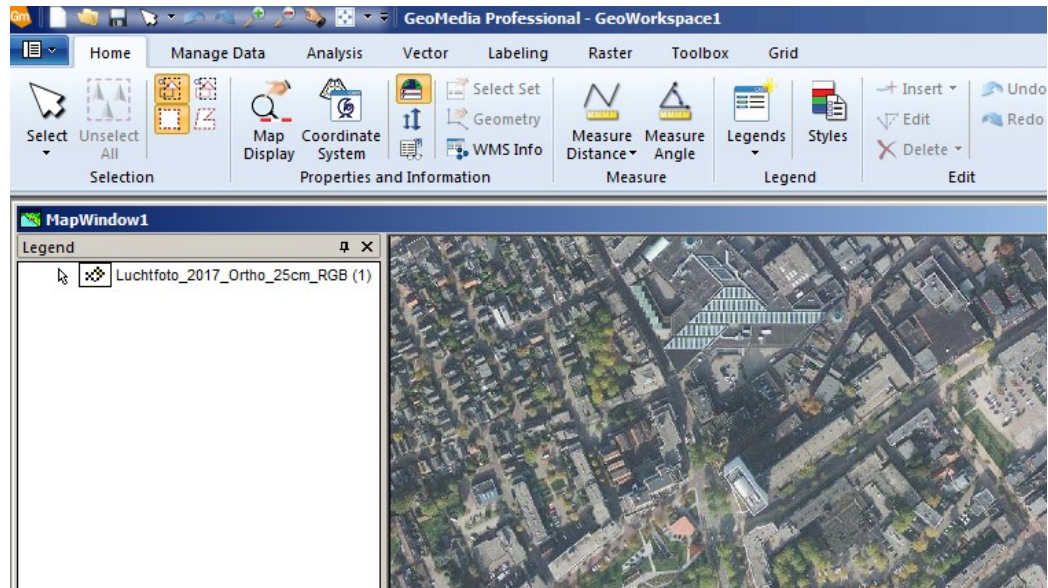 Gm GeoMedia Professional - GeoWorkspace1
Home Manage Data Analysis Vector Labeling Raster Toolbox Grid
Select Unselect All
Map Display Coordinate System
Select Set
Geometry
WMS Info
Measure Distance Measure Angle
Legends Styles
Insert
Edit
Delete
Undo
Redo
Selection Properties and Information Measure Legend Edit
MapWindow1
Legend
Luchtfoto_2017_Ortho_25cm_RGB (1)